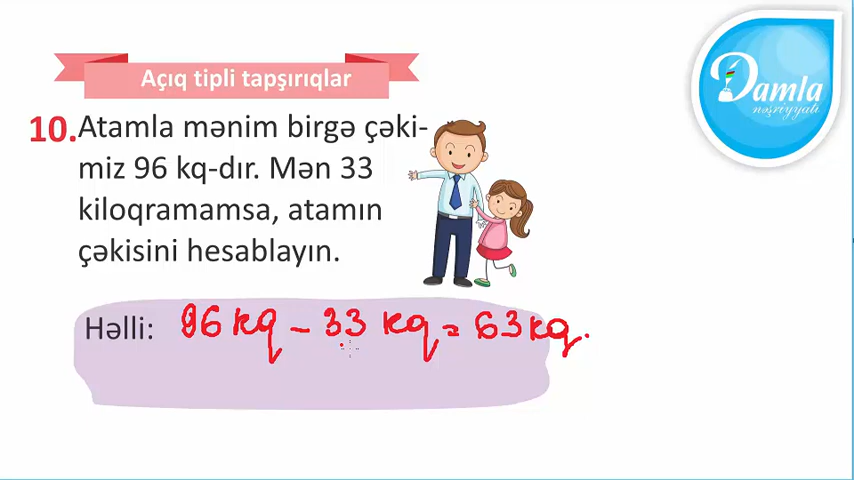 Açıq tipli tapşırıqlar
Damla
nəşriyyatı
10. Atamla mənim birgə çəki-
miz 96 kq-dır. Mən 33
kiloqramamsa, atamın
çəkisini hesablayın.
Həlli: 96 kq - 33 kq = 63 kq.